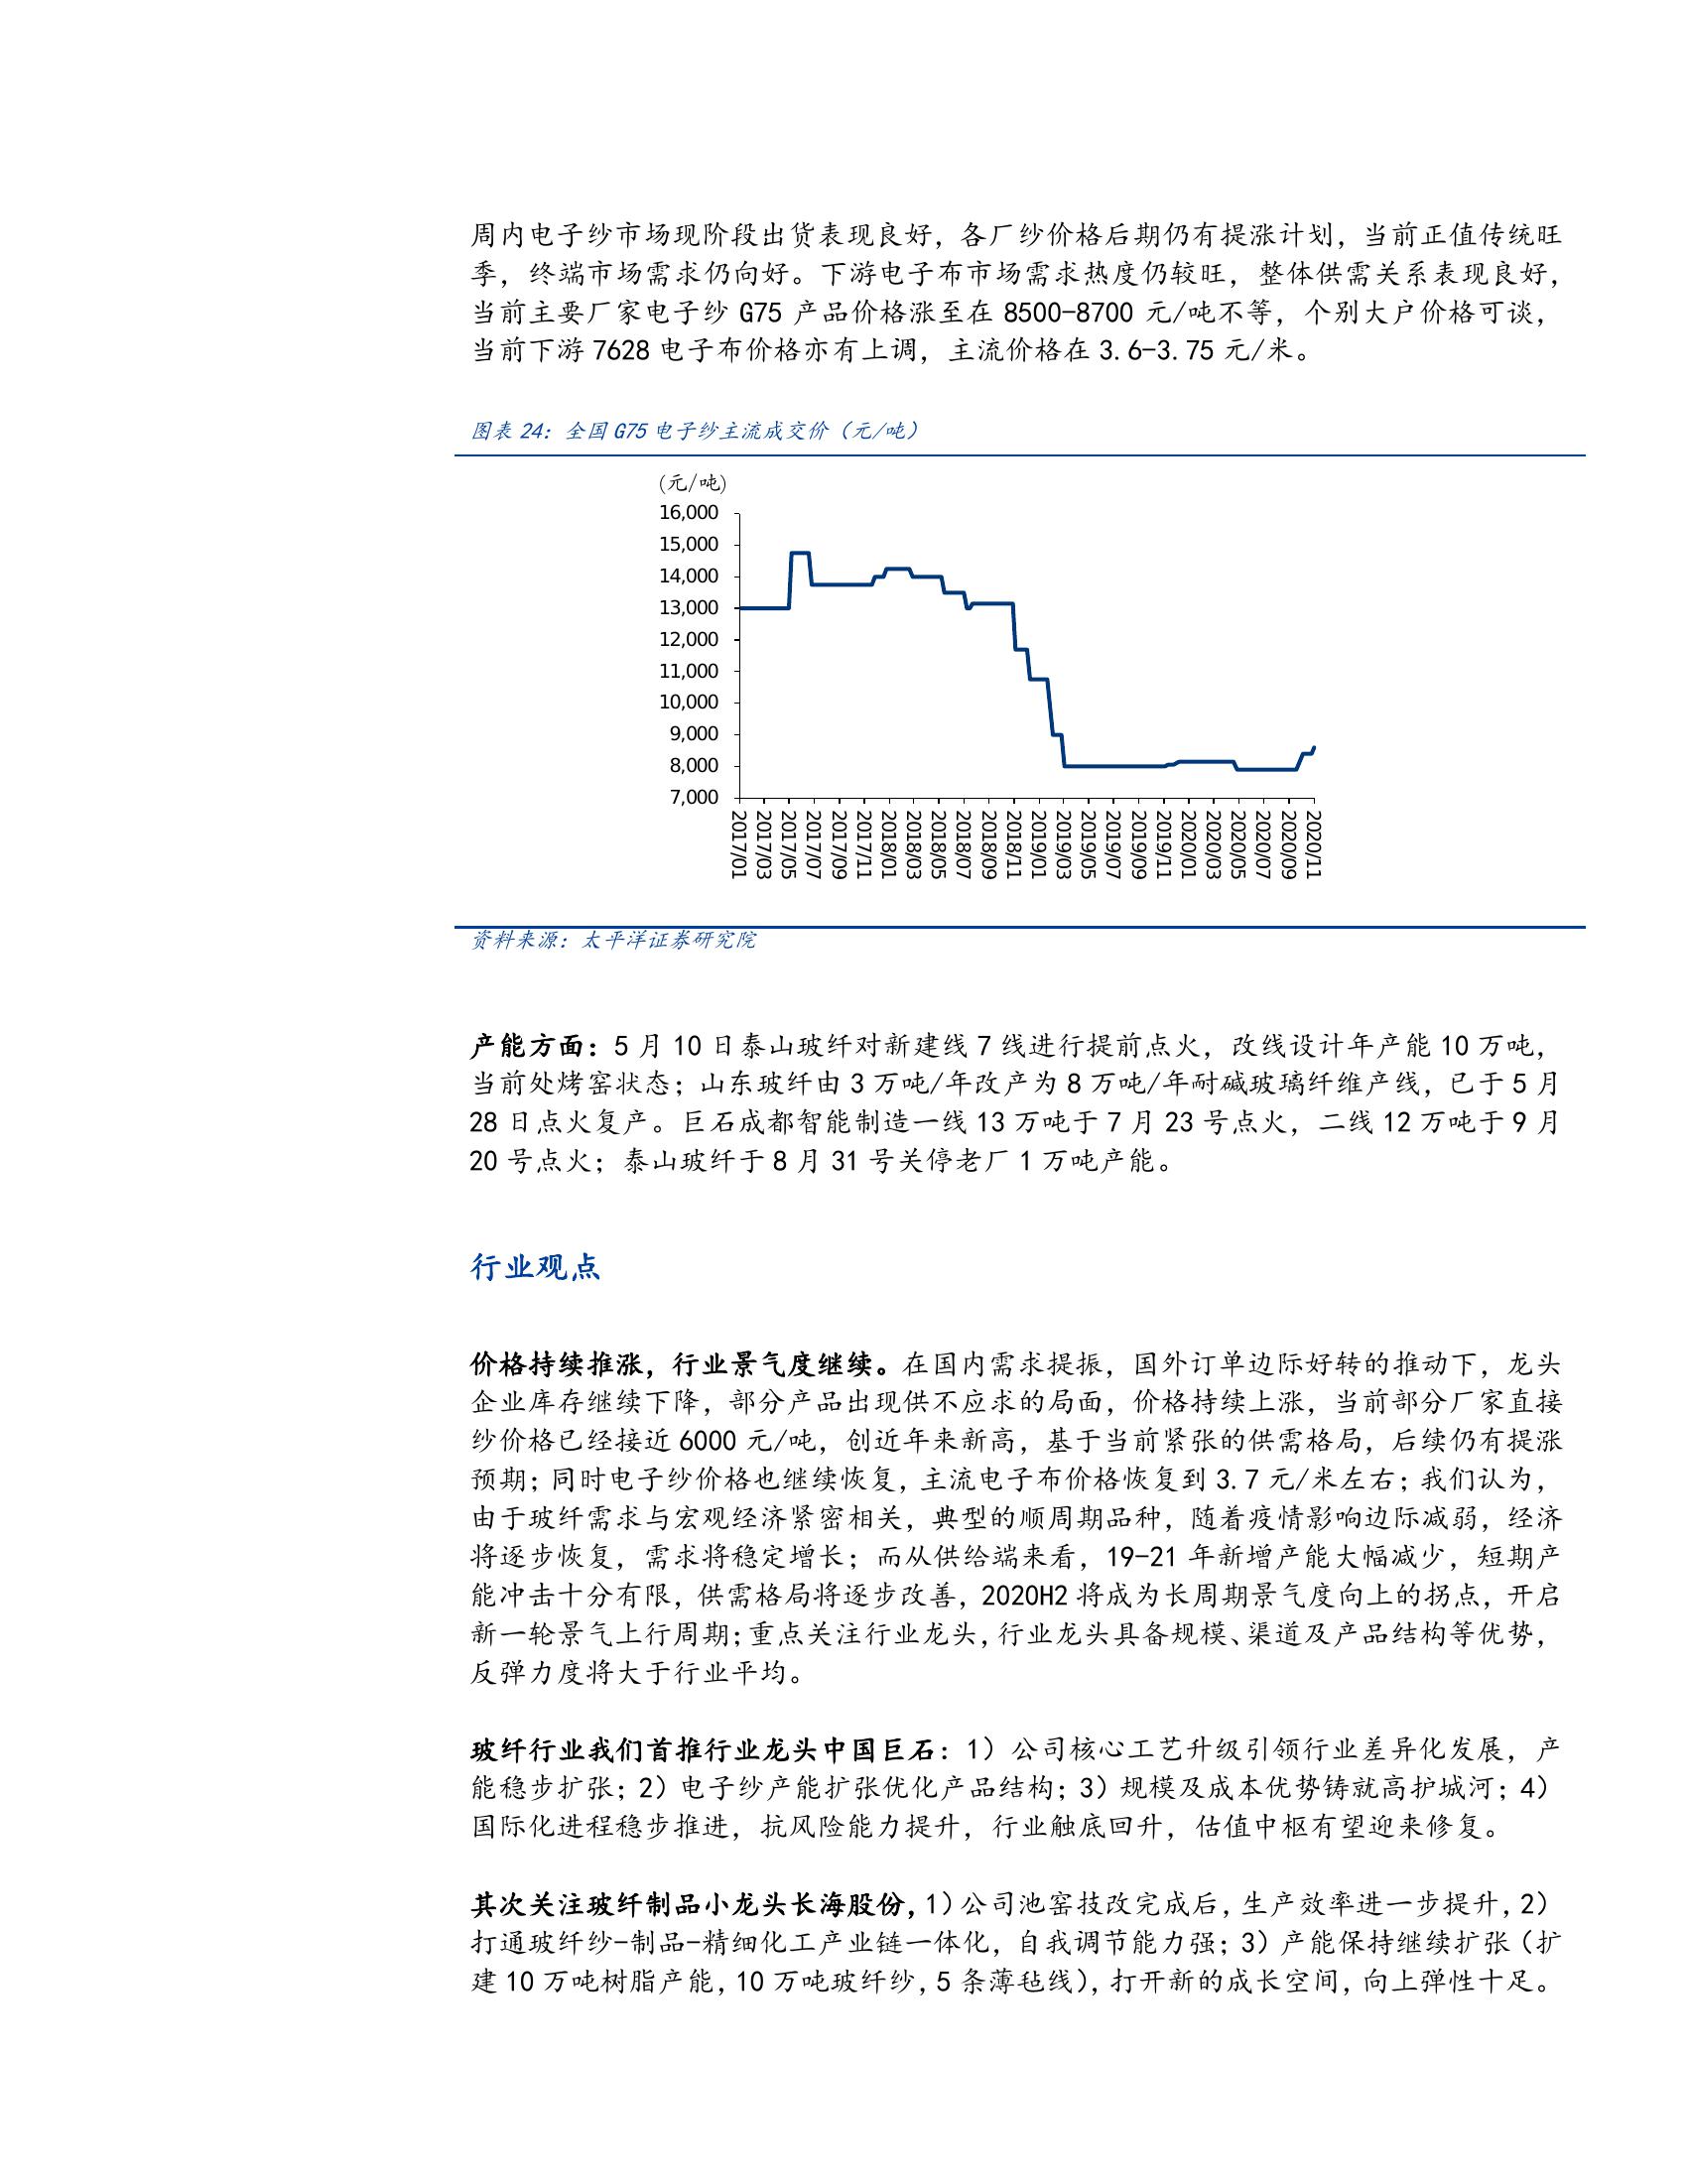 周内电子纱市场现阶段出货表现良好，各厂纱价格后期仍有提涨计划，当前正值传统旺
季，终端市场需求仍向好。下游电子布市场需求热度仍较旺，整体供需关系表现良好，
当前主要厂家电子纱 G75 产品价格涨至在 8500-8700 元/吨不等，个别大户价格可谈，
当前下游 7628 电子布价格亦有上调，主流价格在 3.6-3.75 元/米。
图表 24：全国 G75 电子纱主流成交价（元/吨）
(元/吨)
16,000
15,000
14,000
13,000
12,000
11,000
10,000
9,000
8,000
7,000
2017/01
2017/03
2017/05
2017/07
2017/09
2017/11
2018/01
2018/03
2018/05
2018/07
2018/09
2018/11
2019/01
2019/03
2019/05
2019/07
2019/09
2019/11
2020/01
2020/03
2020/05
2020/07
2020/09
2020/11
资料来源：太平洋证券研究院
产能方面：5 月 10 日泰山玻纤对新建线 7 线进行提前点火，改线设计年产能 10 万吨，
当前处烤窑状态；山东玻纤由 3 万吨/年改产为 8 万吨/年耐碱玻璃纤维产线，已于 5 月
28 日点火复产。巨石成都智能制造一线 13 万吨于 7 月 23 号点火，二线 12 万吨于 9 月
20 号点火；泰山玻纤于 8 月 31 号关停老厂 1 万吨产能。
行业观点
价格持续推涨，行业景气度继续。在国内需求提振，国外订单边际好转的推动下，龙头
企业库存继续下降，部分产品出现供不应求的局面，价格持续上涨，当前部分厂家直接
纱价格已经接近 6000 元/吨，创近年来新高，基于当前紧张的供需格局，后续仍有提涨
预期；同时电子纱价格也继续恢复，主流电子布价格恢复到 3.7 元/米左右；我们认为，
由于玻纤需求与宏观经济紧密相关，典型的顺周期品种，随着疫情影响边际减弱，经济
将逐步恢复，需求将稳定增长；而从供给端来看，19-21 年新增产能大幅减少，短期产
能冲击十分有限，供需格局将逐步改善，2020H2 将成为长周期景气度向上的拐点，开启
新一轮景气上行周期；重点关注行业龙头，行业龙头具备规模、渠道及产品结构等优势，
反弹力度将大于行业平均。
玻纤行业我们首推行业龙头中国巨石：1）公司核心工艺升级引领行业差异化发展，产
能稳步扩张；2）电子纱产能扩张优化产品结构；3）规模及成本优势铸就高护城河；4）
国际化进程稳步推进，抗风险能力提升，行业触底回升，估值中枢有望迎来修复。
其次关注玻纤制品小龙头长海股份，1）公司池窑技改完成后，生产效率进一步提升，2）
打通玻纤纱-制品-精细化工产业链一体化，自我调节能力强；3）产能保持继续扩张（扩
建 10 万吨树脂产能，10 万吨玻纤纱，5 条薄毡线），打开新的成长空间，向上弹性十足。